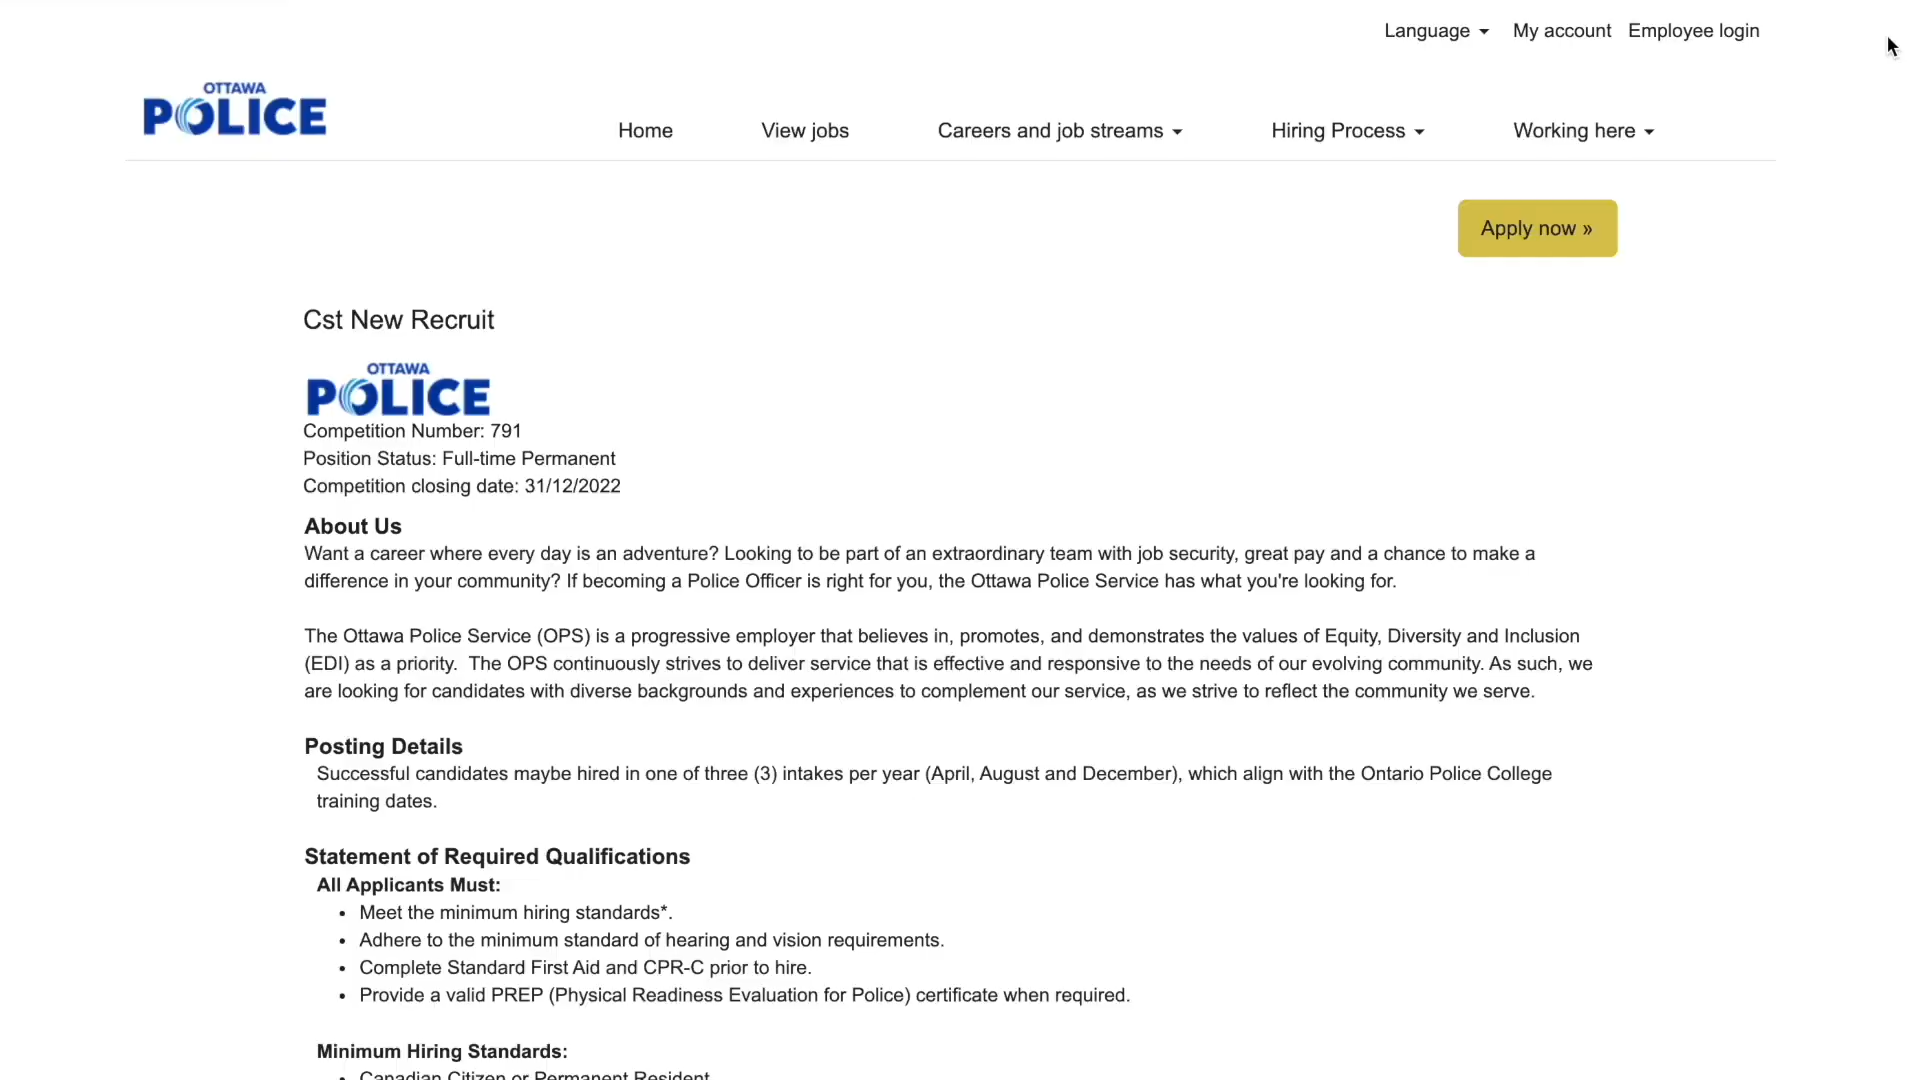 Language My account Employee login
OTTAWA
POLICE
Home View jobs Careers and job streams Hiring Process Working here
Apply now »
Cst New Recruit
OTTAWA
POLICE
Competition Number: 791
Position Status: Full-time Permanent
Competition closing date: 31/12/2022
About Us
Want a career where every day is an adventure? Looking to be part of an extraordinary team with job security, great pay and a chance to make a
difference in your community? If becoming a Police Officer is right for you, the Ottawa Police Service has what you're looking for.
The Ottawa Police Service (OPS) is a progressive employer that believes in, promotes, and demonstrates the values of Equity, Diversity and Inclusion
(EDI) as a priority.  The OPS continuously strives to deliver service that is effective and responsive to the needs of our evolving community. As such, we
are looking for candidates with diverse backgrounds and experiences to complement our service, as we strive to reflect the community we serve.
Posting Details
Successful candidates maybe hired in one of three (3) intakes per year (April, August and December), which align with the Ontario Police College
training dates.
Statement of Required Qualifications
All Applicants Must:
• Meet the minimum hiring standards*.
• Adhere to the minimum standard of hearing and vision requirements.
• Complete Standard First Aid and CPR-C prior to hire.
• Provide a valid PREP (Physical Readiness Evaluation for Police) certificate when required.
Minimum Hiring Standards:
• Canadian Citizen or Permanent Resident